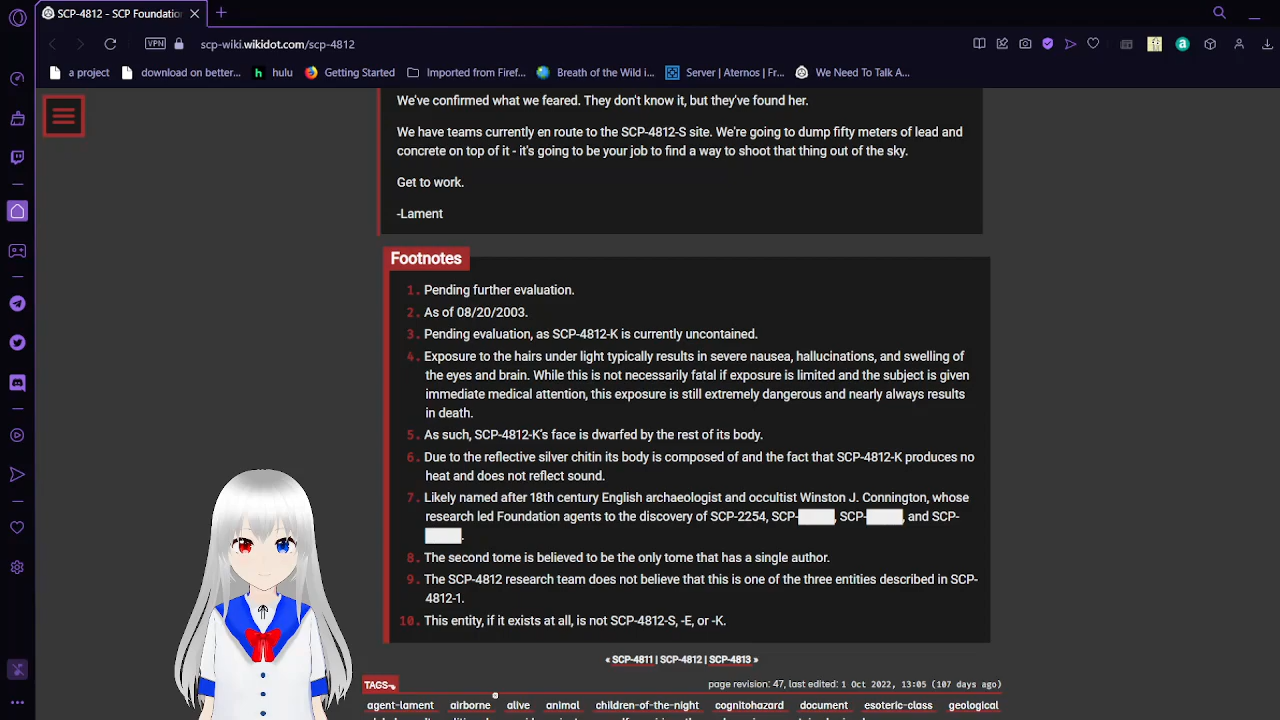 SCP-4812 - SCP Foundation
VPN
scp-wiki.wikidot.com/scp-4812
a project
download on better...
hulu
Getting Started
Imported from Firef...
Breath of the Wild i...
Server | Aternos | Fr...
We Need To Talk A...
We've confirmed what we feared. They don't know it, but they've found her.
We have teams currently en route to the SCP-4812-S site. We're going to dump fifty meters of lead and
concrete on top of it - it's going to be your job to find a way to shoot that thing out of the sky.
Get to work.
-Lament
Footnotes
1. Pending further evaluation.
2. As of 08/20/2003.
3. Pending evaluation, as SCP-4812-K is currently uncontained.
4. Exposure to the hairs under light typically results in severe nausea, hallucinations, and swelling of
the eyes and brain. While this is not necessarily fatal if exposure is limited and the subject is given
immediate medical attention, this exposure is still extremely dangerous and nearly always results
in death.
5. As such, SCP-4812-K's face is dwarfed by the rest of its body.
6. Due to the reflective silver chitin its body is composed of and the fact that SCP-4812-K produces no
heat and does not reflect sound.
7. Likely named after 18th century English archaeologist and occultist Winston J. Connington, whose
research led Foundation agents to the discovery of SCP-2254, SCP-, SCP-, and SCP-
.
8. The second tome is believed to be the only tome that has a single author.
9. The SCP-4812 research team does not believe that this is one of the three entities described in SCP-
4812-1.
10. This entity, if it exists at all, is not SCP-4812-S, -E, or -K.
« SCP-4811 | SCP-4812 | SCP-4813 »
TAGS
page revision: 47, last edited: 1 Oct 2022, 13:05 (107 days ago)
agent-lament airborne alive animal children-of-the-night cognitohazard document esoteric-class geological